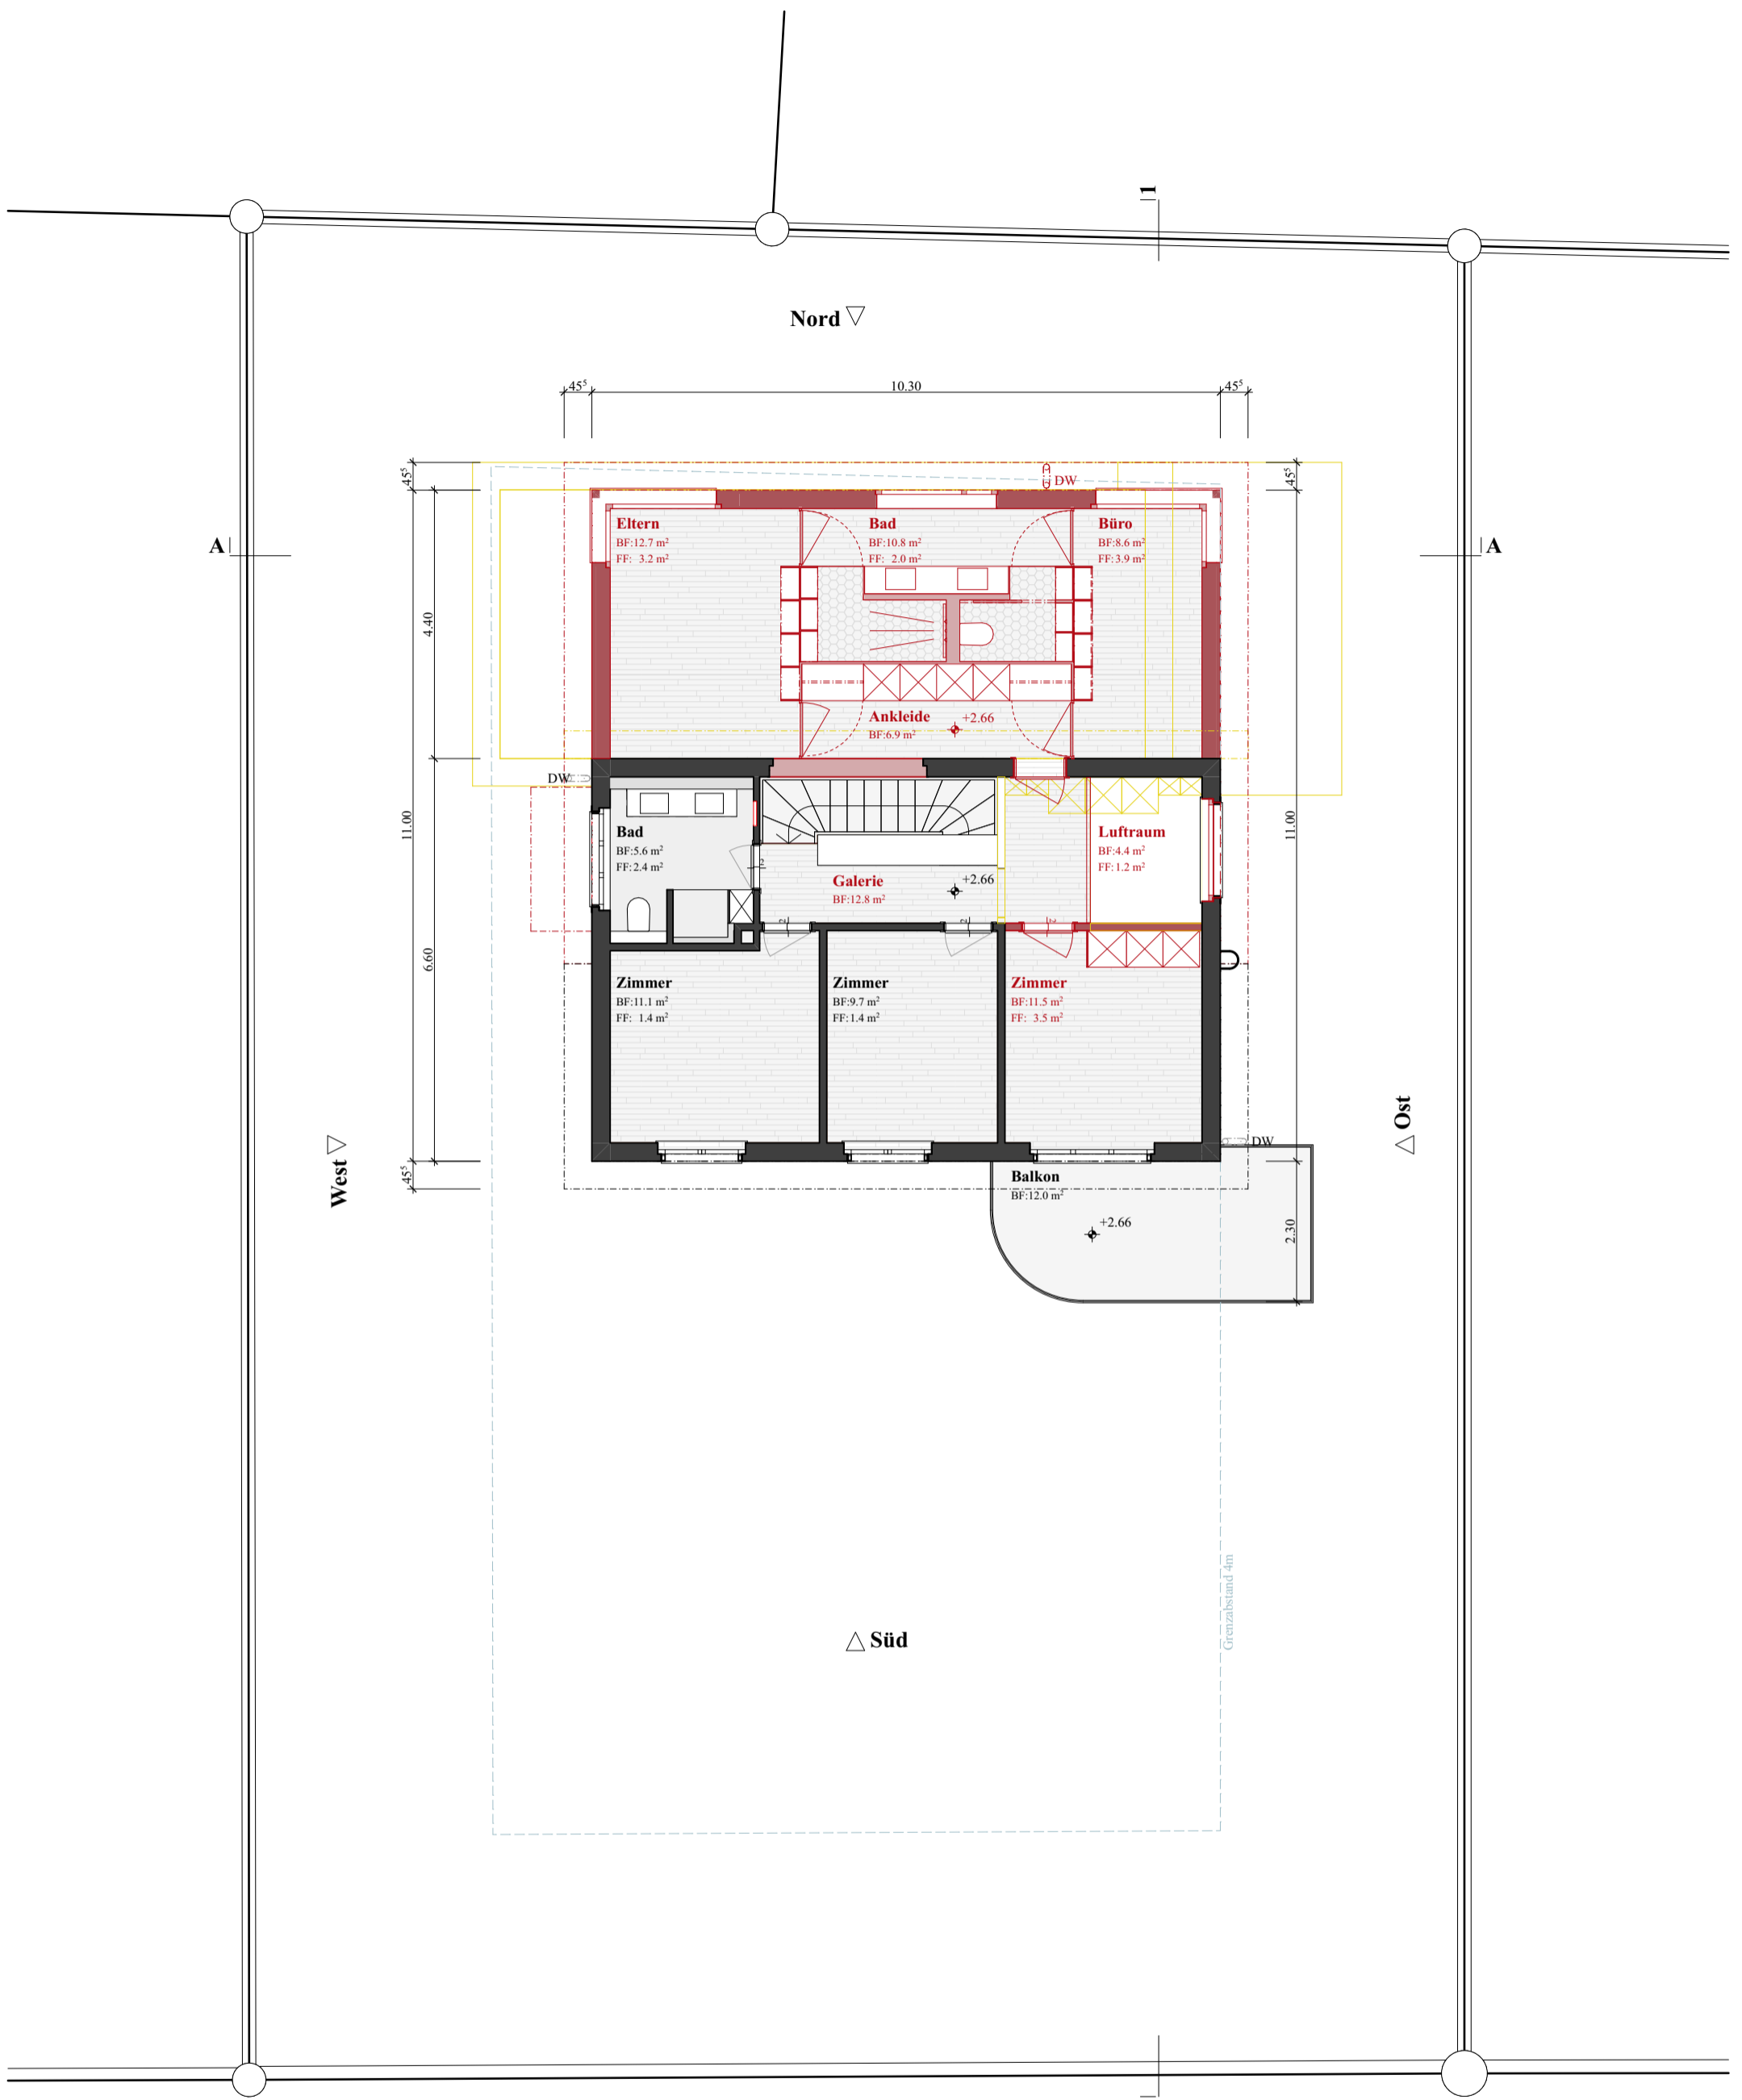 1
Nord
45⁵
10.30
45⁵
45⁵
45⁵
DW
Eltern
BF:12.7 m²
FF: 3.2 m²
Bad
BF:10.8 m²
FF: 2.0 m²
Büro
BF:8.6 m²
FF:3.9 m²
A
A
4.40
Ankleide
BF:6.9 m²
+2.66
DW
11.00
11.00
Bad
BF:5.6 m²
FF:2.4 m²
2
Luftraum
BF:4.4 m²
FF:1.2 m²
Galerie
BF:12.8 m²
+2.66
2
2
2
6.60
Zimmer
BF:11.1 m²
FF: 1.4 m²
Zimmer
BF:9.7 m²
FF:1.4 m²
Zimmer
BF:11.5 m²
FF: 3.5 m²
West
Ost
DW
45⁵
Balkon
BF:12.0 m²
+2.66
2.30
Grenzabstand 4m
Süd